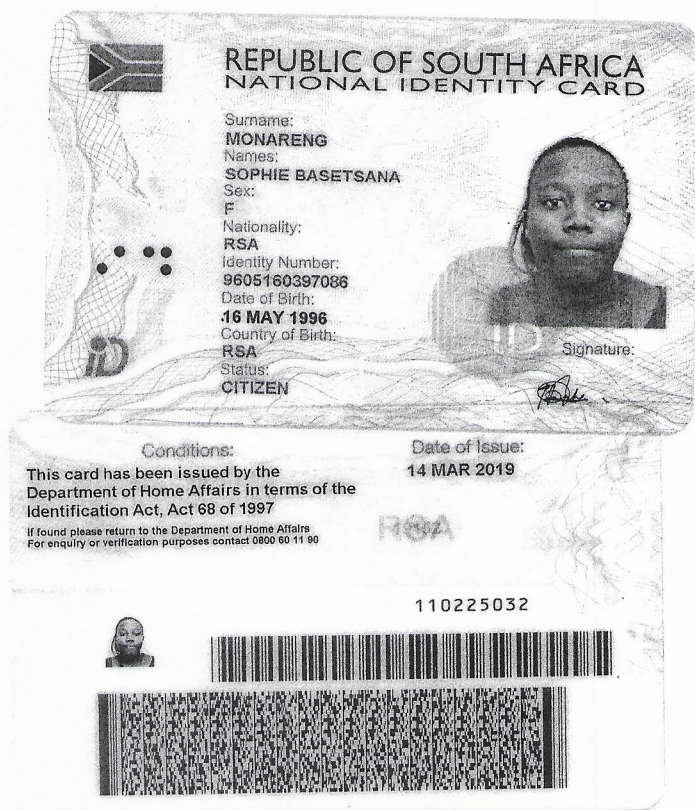 REPUBLIC OF SOUTH AFRICA
NATIONAL IDENTITY CARD
Surname:
MONARENG
Names:
SOPHIE BASETSANA
Sex:
F
Nationality:
RSA
Identity Number:
9605160397086
Date of Birth:
16 MAY 1996
Country of Birth:
RSA
Status:
CITIZEN
Signature:
iD
iD
Conditions:
This card has been issued by the
Department of Home Affairs in terms of the
Identification Act, Act 68 of 1997
If found please return to the Department of Home Affairs
For enquiry or verification purposes contact 0800 60 11 90
Date of Issue:
14 MAR 2019
RSA
110225032